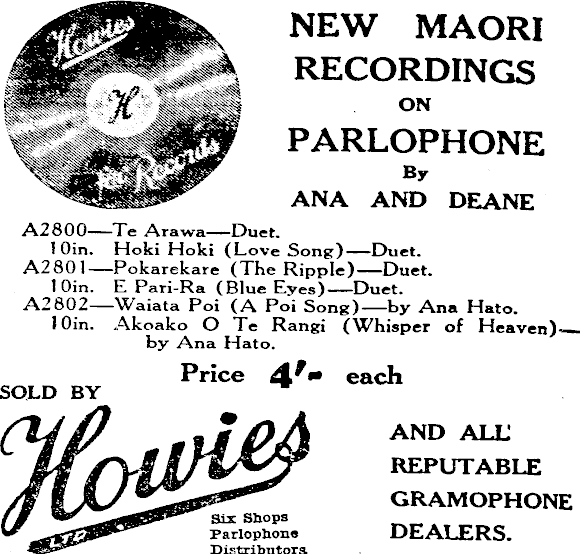 Howies
H
for Records
NEW MAORI
RECORDINGS
ON
PARLOPHONE
By
ANA AND DEANE
A2800—Te Arawa—Duet.
10in. Hoki Hoki (Love Song)—Duet.
A2801—Pokarekare (The Ripple)—Duet.
10in. E Pari-Ra (Blue Eyes)—Duet.
A2802—Waiata Poi (A Poi Song)—by Ana Hato.
10in. Akoako O Te Rangi (Whisper of Heaven)—
by Ana Hato.
Price 4'- each
SOLD BY
Howies
LTD
Six Shops
Parlophone
Distributors
AND ALL
REPUTABLE
GRAMOPHONE
DEALERS.